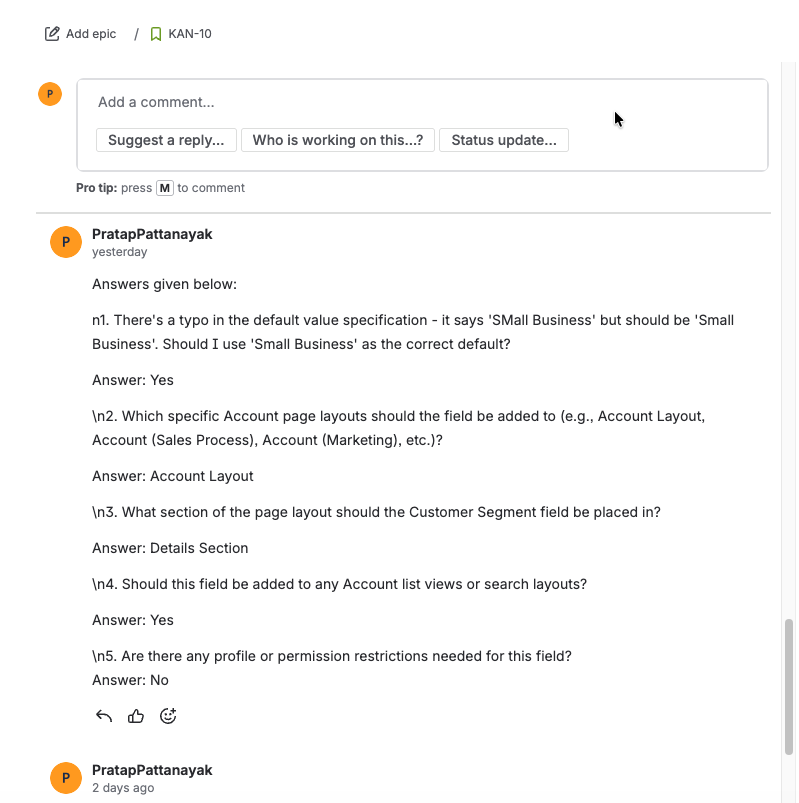 Add epic / KAN-10
P
Add a comment...
Suggest a reply... Who is working on this...? Status update...
Pro tip: press M to comment
P
PratapPattanayak
yesterday
Answers given below:
n1. There's a typo in the default value specification - it says 'SMall Business' but should be 'Small
Business'. Should I use 'Small Business' as the correct default?
Answer: Yes
\n2. Which specific Account page layouts should the field be added to (e.g., Account Layout,
Account (Sales Process), Account (Marketing), etc.)?
Answer: Account Layout
\n3. What section of the page layout should the Customer Segment field be placed in?
Answer: Details Section
\n4. Should this field be added to any Account list views or search layouts?
Answer: Yes
\n5. Are there any profile or permission restrictions needed for this field?
Answer: No
P
PratapPattanayak
2 days ago